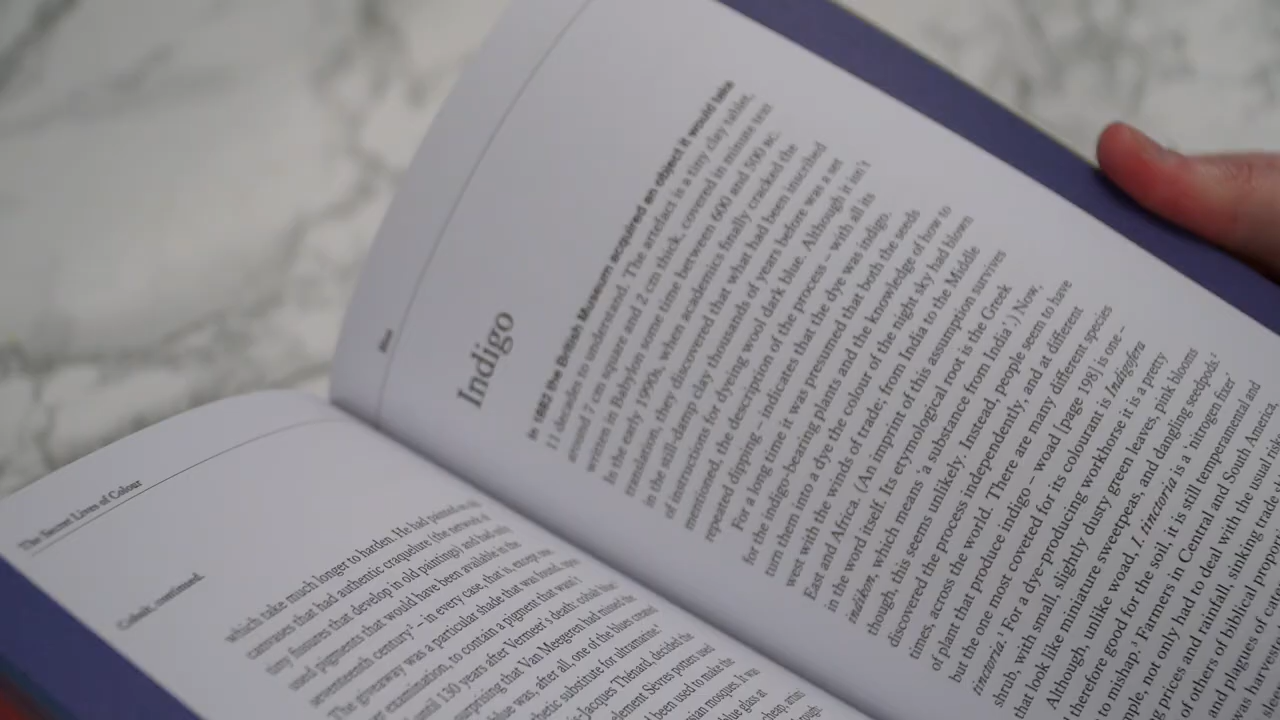 The Secret Lives of Colour
Cobalt, continued.
which take much longer to harden. He had painted
canvases that had authentic craquelure (the network of
tiny fissures that develop in old paintings) and had only
used pigments that would have been available in the
seventeenth century – in every case, that is, except one.
The giveaway was a particular shade that was found, upon
examination, to contain a pigment that wasn't
until 130 years after Vermeer's death: cobalt blue
surprising that Van Meegeren had missed the
blue was, after all, one of the blues created
synthetic substitute for ultramarine
-Jacques Thénard, decided the
element Sèvres potters used
been used to make the
mosques. It was
blue glass at
cheap, artists
Blue
Indigo
In 1882 the British Museum acquired an object it would take
11 decades to understand. The artefact is a tiny clay tablet,
around 7 cm square and 2 cm thick, covered in minute text
written in Babylon some time between 600 and 500 BC.
In the early 1990s, when academics finally cracked the
translation, they discovered that what had been inscribed
in the still-damp clay thousands of years before was a set
of instructions for dyeing wool dark blue. Although it isn't
mentioned, the description of the process – with all its
repeated dipping – indicates that the dye was indigo.
For a long time it was presumed that both the seeds
for the indigo-bearing plants and the knowledge of how to
turn them into a dye the colour of the night sky had blown
west with the winds of trade: from India to the Middle
East and Africa. (An imprint of this assumption survives
in the word itself. Its etymological root is the Greek
indikon, which means 'a substance from India'.) Now,
though, this seems unlikely. Instead, people seem to have
discovered the process independently, and at different
times, across the world. There are many different species
of plant that produce indigo – woad [page 198] is one –
but the one most coveted for its colourant is Indigofera
tinctoria.¹ For a dye-producing workhorse it is a pretty
shrub, with small, slightly dusty green leaves, pink blooms
that look like miniature sweetpeas, and dangling seedpods.²
Although, unlike woad, I. tinctoria is a 'nitrogen fixer'
d therefore good for the soil, it is still temperamental and
to mishap.³ Farmers in Central and South America,
ple, not only had to deal with the usual
g prices and rainfall, sinking trade
of others of biblical
and plagues of
harves